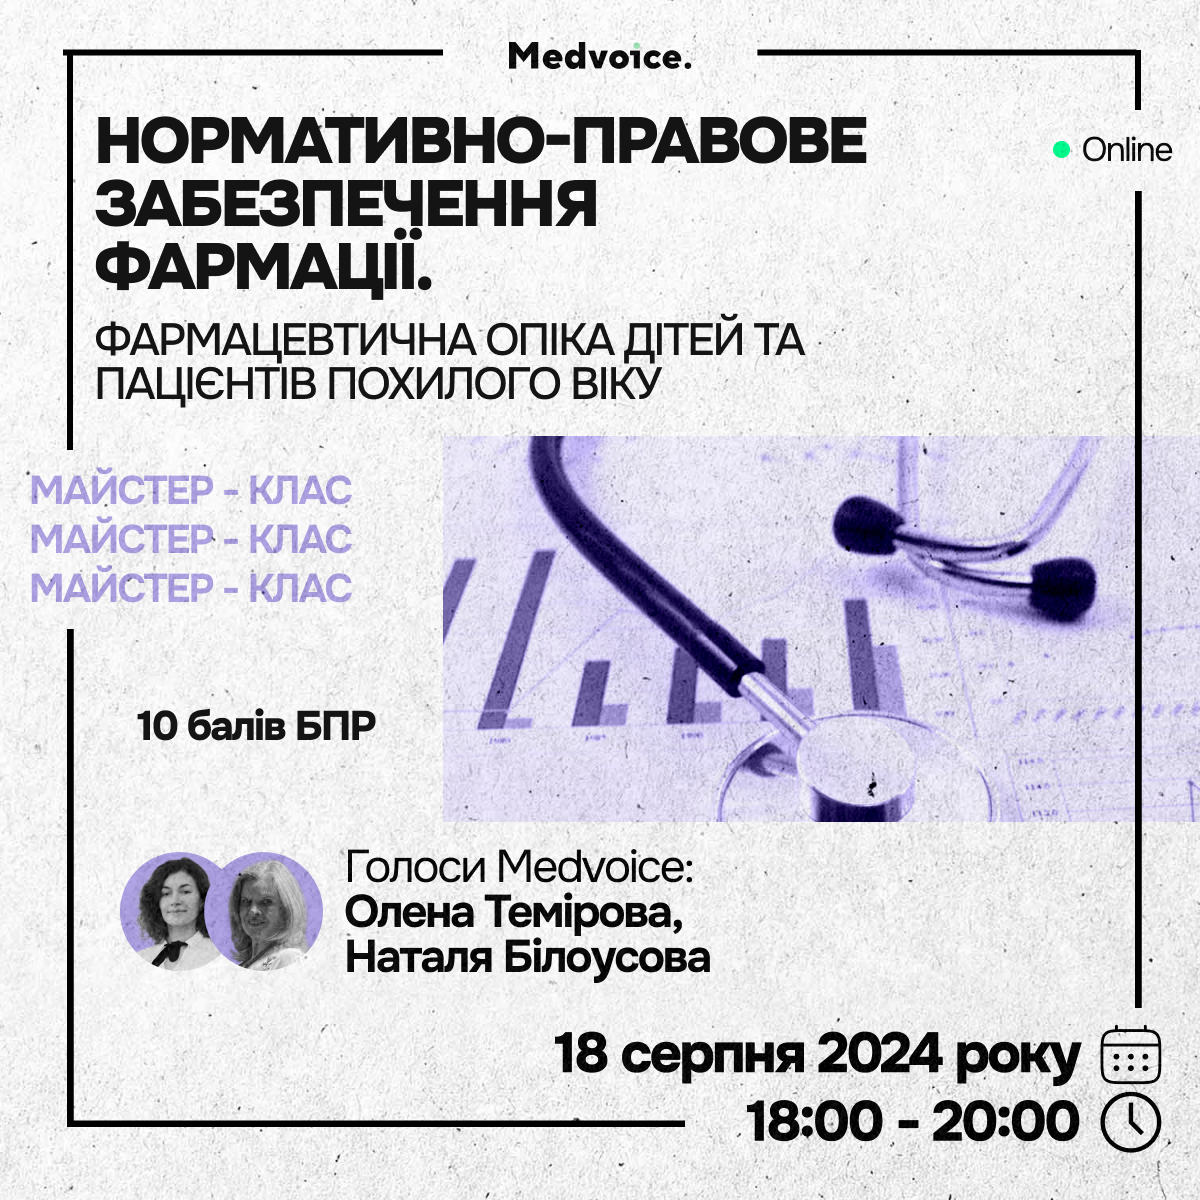 Medvoice.
НОРМАТИВНО-ПРАВОВЕ
ЗАБЕЗПЕЧЕННЯ
ФАРМАЦІЇ.
Online
ФАРМАЦЕВТИЧНА ОПІКА ДІТЕЙ ТА
ПАЦІЄНТІВ ПОХИЛОГО ВІКУ
МАЙСТЕР - КЛАС
МАЙСТЕР - КЛАС
МАЙСТЕР - КЛАС
10 балів БПР
Голоси Medvoice:
Олена Темірова,
Наталя Білоусова
18 серпня 2024 року
18:00 - 20:00